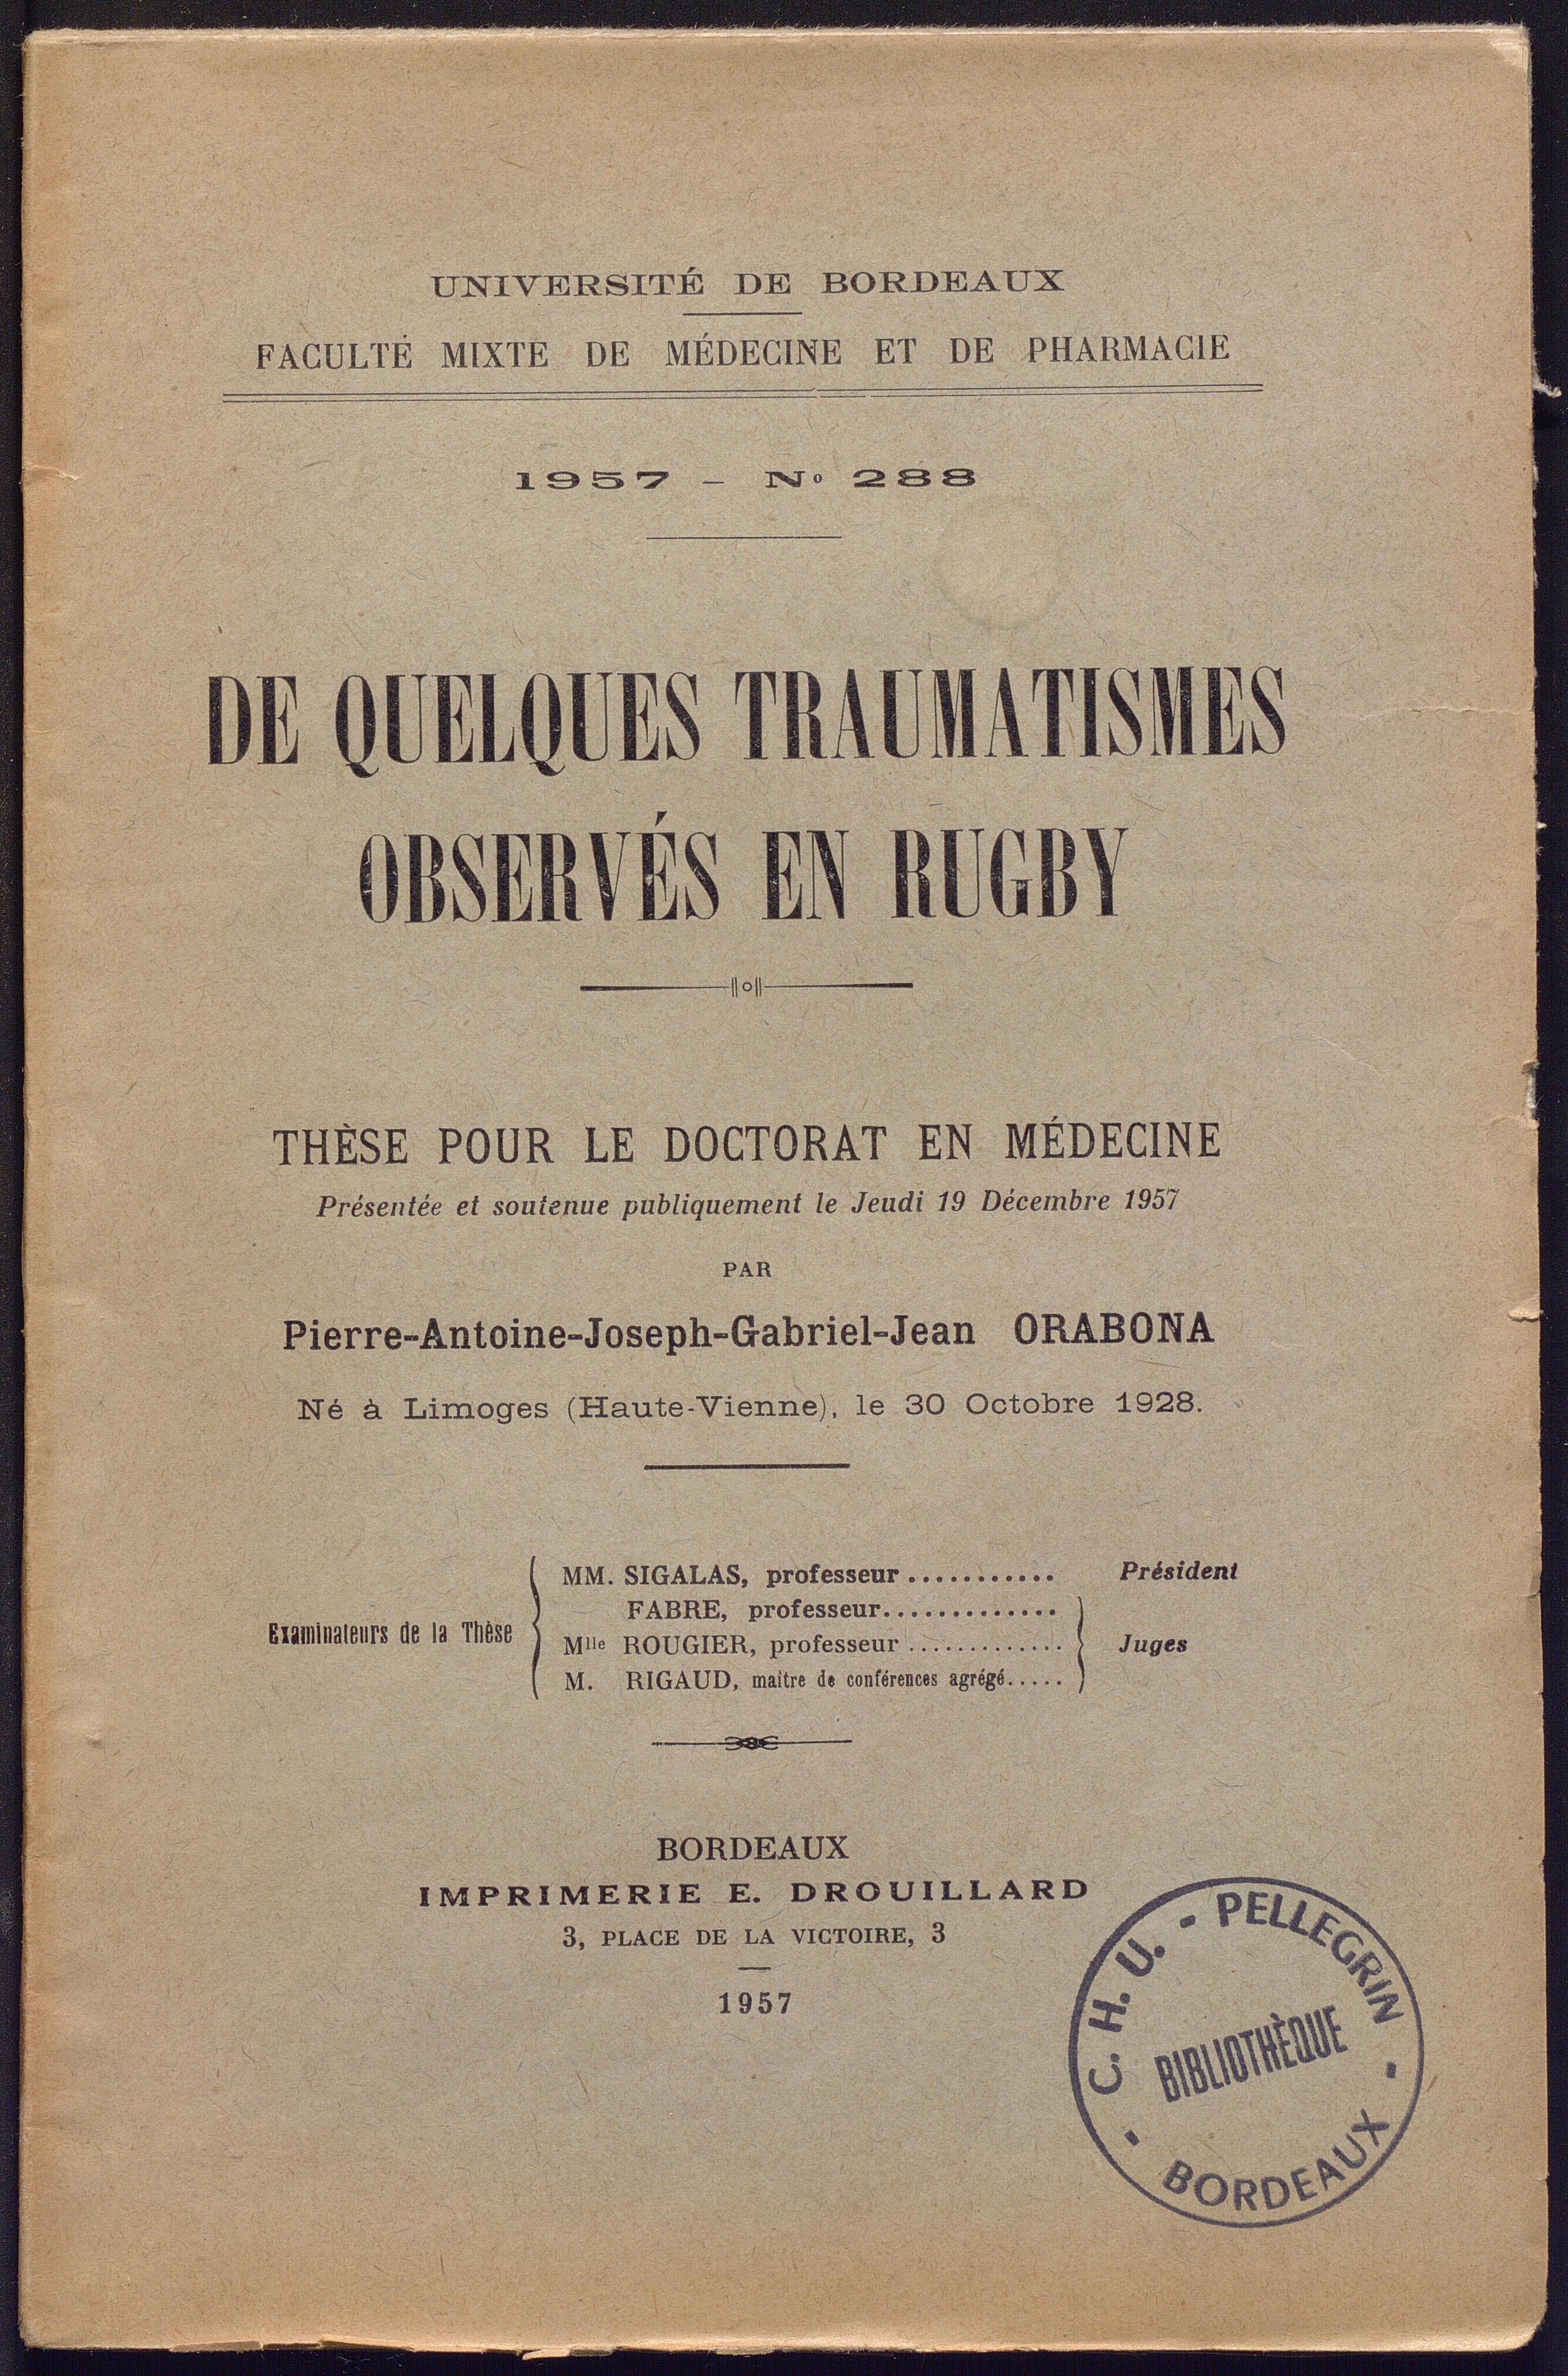 UNIVERSITÉ DE BORDEAUX
FACULTÉ MIXTE DE MÉDECINE ET DE PHARMACIE
1957 – Nº 288
DE QUELQUES TRAUMATISMES
OBSERVÉS EN RUGBY
THÈSE POUR LE DOCTORAT EN MÉDECINE
Présentée et soutenue publiquement le Jeudi 19 Décembre 1957
PAR
Pierre-Antoine-Joseph-Gabriel-Jean ORABONA
Né à Limoges (Haute-Vienne), le 30 Octobre 1928.
Examinateurs de la Thèse
MM. SIGALAS, professeur ........... Président
FABRE, professeur..............
Mlle ROUGIER, professeur ............. Juges
M. RIGAUD, maître de conférences agrégé.....
BORDEAUX
IMPRIMERIE E. DROUILLARD
3, PLACE DE LA VICTOIRE, 3
1957
C. H. U. - PELLEGRIN -
BIBLIOTHÈQUE
- BORDEAUX